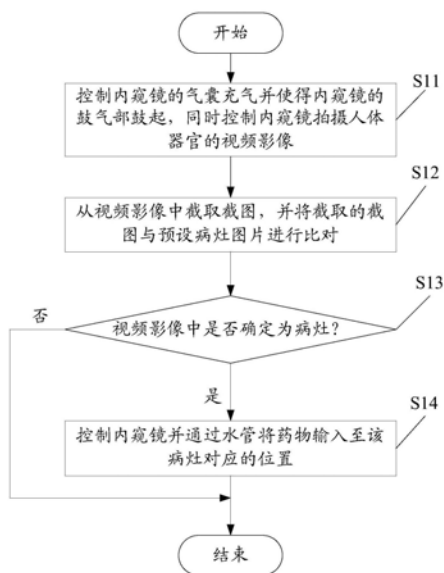 开始
S11
控制内窥镜的气囊充气并使得内窥镜的
鼓气部鼓起，同时控制内窥镜拍摄人体
器官的视频影像
S12
从视频影像中截取截图，并将截取的截
图与预设病灶图片进行比对
S13
否
视频影像中是否确定为病灶？
是
S14
控制内窥镜并通过水管将药物输入至该
病灶对应的位置
结束